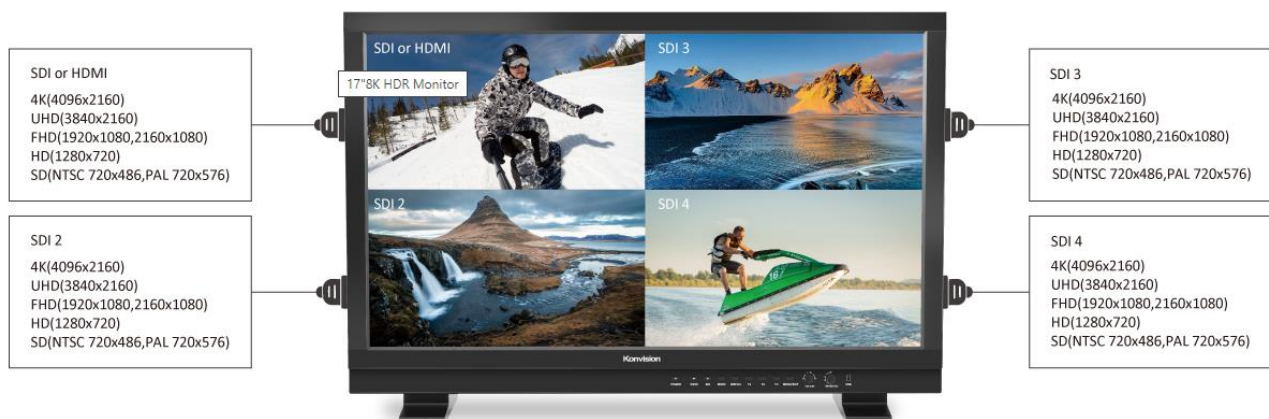 SDI or HDMI
4K(4096x2160)
UHD(3840x2160)
FHD(1920x1080,2160x1080)
HD(1280x720)
SD(NTSC 720x486,PAL 720x576)
SDI 2
4K(4096x2160)
UHD(3840x2160)
FHD(1920x1080,2160x1080)
HD(1280x720)
SD(NTSC 720x486,PAL 720x576)
SDI or HDMI
17"8K HDR Monitor
SDI 3
SDI 2
SDI 4
Konvision
SDI 3
4K(4096x2160)
UHD(3840x2160)
FHD(1920x1080,2160x1080)
HD(1280x720)
SD(NTSC 720x486,PAL 720x576)
SDI 4
4K(4096x2160)
UHD(3840x2160)
FHD(1920x1080,2160x1080)
HD(1280x720)
SD(NTSC 720x486,PAL 720x576)